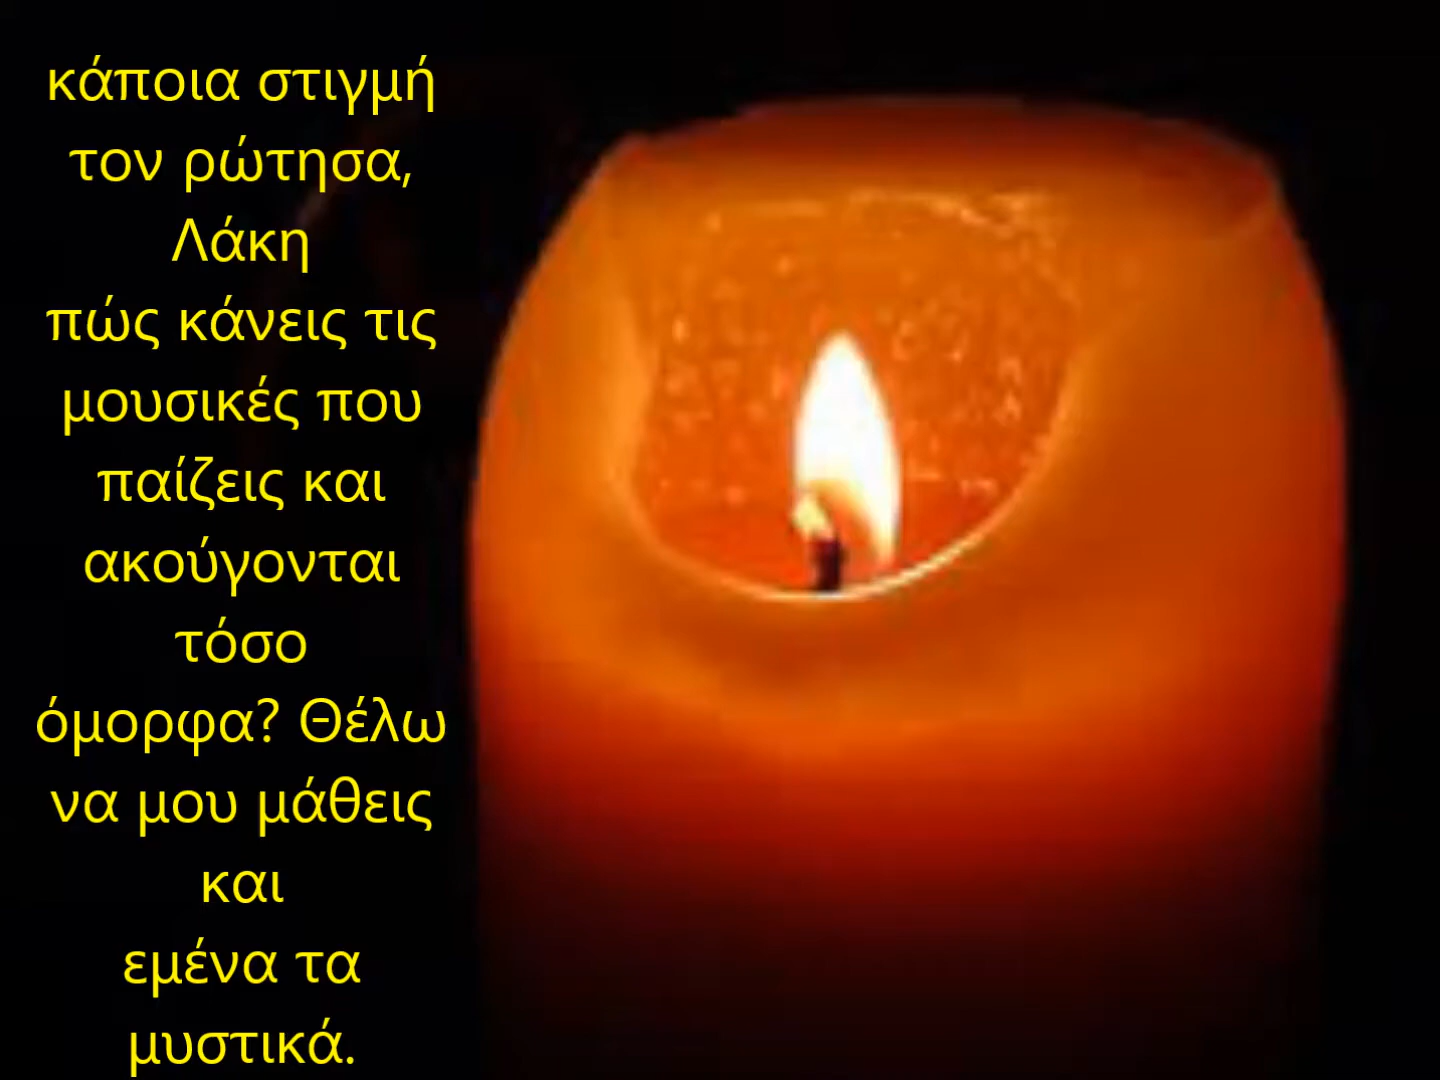 κάποια στιγμή
τον ρώτησα,
Λάκη
πώς κάνεις τις
μουσικές που
παίζεις και
ακούγονται
τόσο
όμορφα? Θέλω
να μου μάθεις
και
εμένα τα
μυστικά.